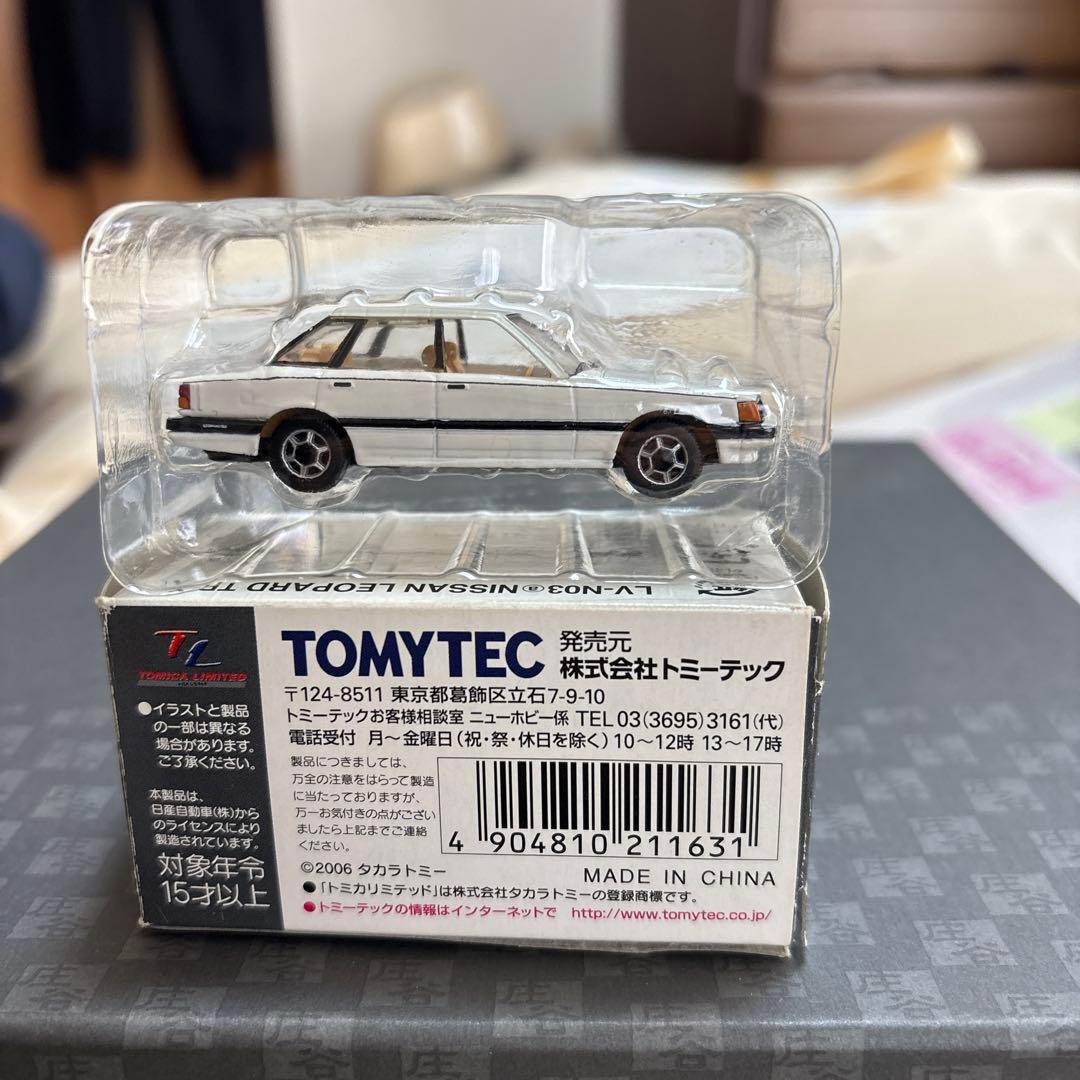 LV-N03 ⓐ NISSAN LEOPARD
TL
TOMICA LIMITED
●イラストと製品
の一部は異なる
場合があります。
ご了承ください。
本製品は、
日産自動車(株)から
のライセンスにより
製造されています。
対象年令
15才以上
TOMYTEC
発売元
株式会社トミーテック
〒124-8511 東京都葛飾区立石7-9-10
トミーテックお客様相談室 ニューホビー係 TEL 03(3695)3161(代)
電話受付 月～金曜日(祝・祭・休日を除く) 10～12時 13～17時
製品につきましては、
万全の注意をはらって製造
に当たっておりますが、
万一お気付きの点がござい
ましたら上記までご連絡
ください。
4 904810 211631
©2006 タカラトミー
MADE IN CHINA
●「トミカリミテッド」は株式会社タカラトミーの登録商標です。
●トミーテックの情報はインターネットで http://www.tomytec.co.jp/